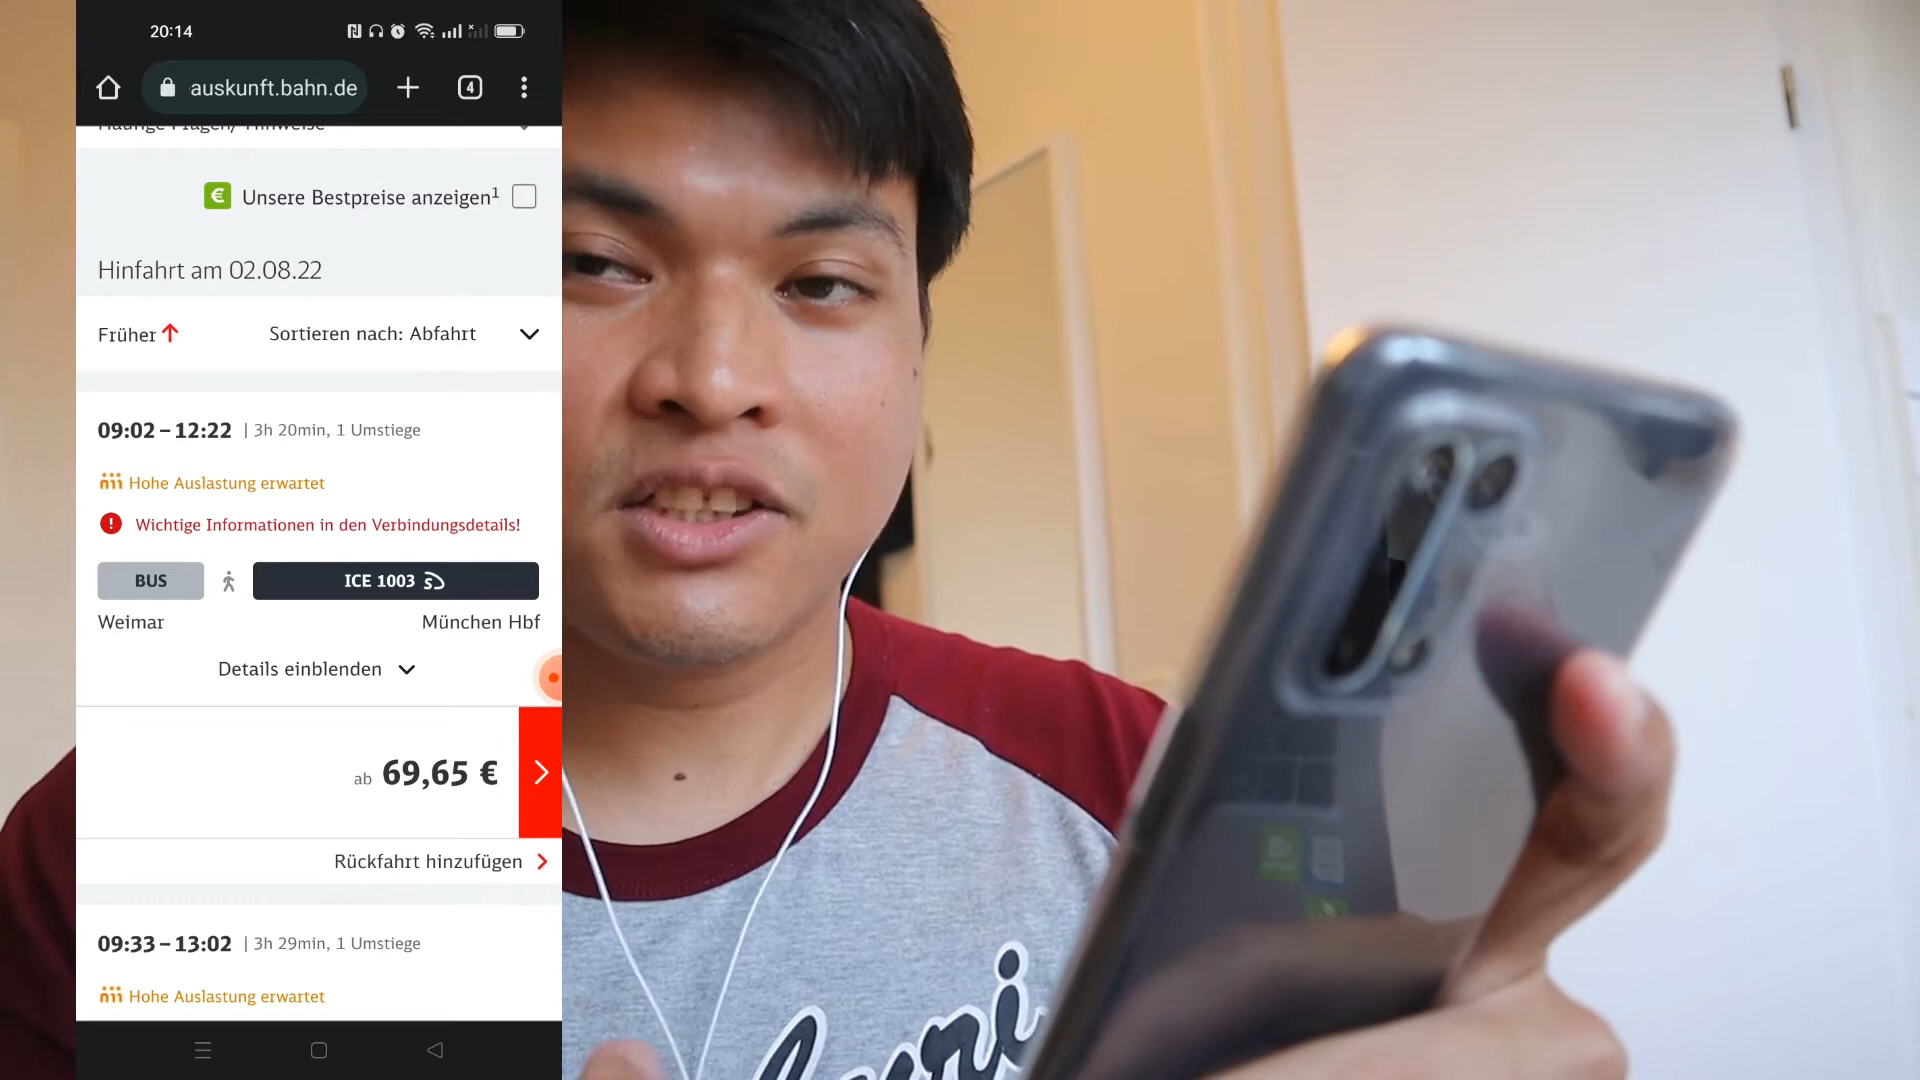 20:14
auskunft.bahn.de
4
Häufige Fragen/ Hinweise
€ Unsere Bestpreise anzeigen¹
Hinfahrt am 02.08.22
Früher Sortieren nach: Abfahrt
09:02 – 12:22 | 3h 20min, 1 Umstiege
Hohe Auslastung erwartet
! Wichtige Informationen in den Verbindungsdetails!
BUS ICE 1003
Weimar München Hbf
Details einblenden
ab 69,65 €
Rückfahrt hinzufügen
09:33 – 13:02 | 3h 29min, 1 Umstiege
Hohe Auslastung erwartet